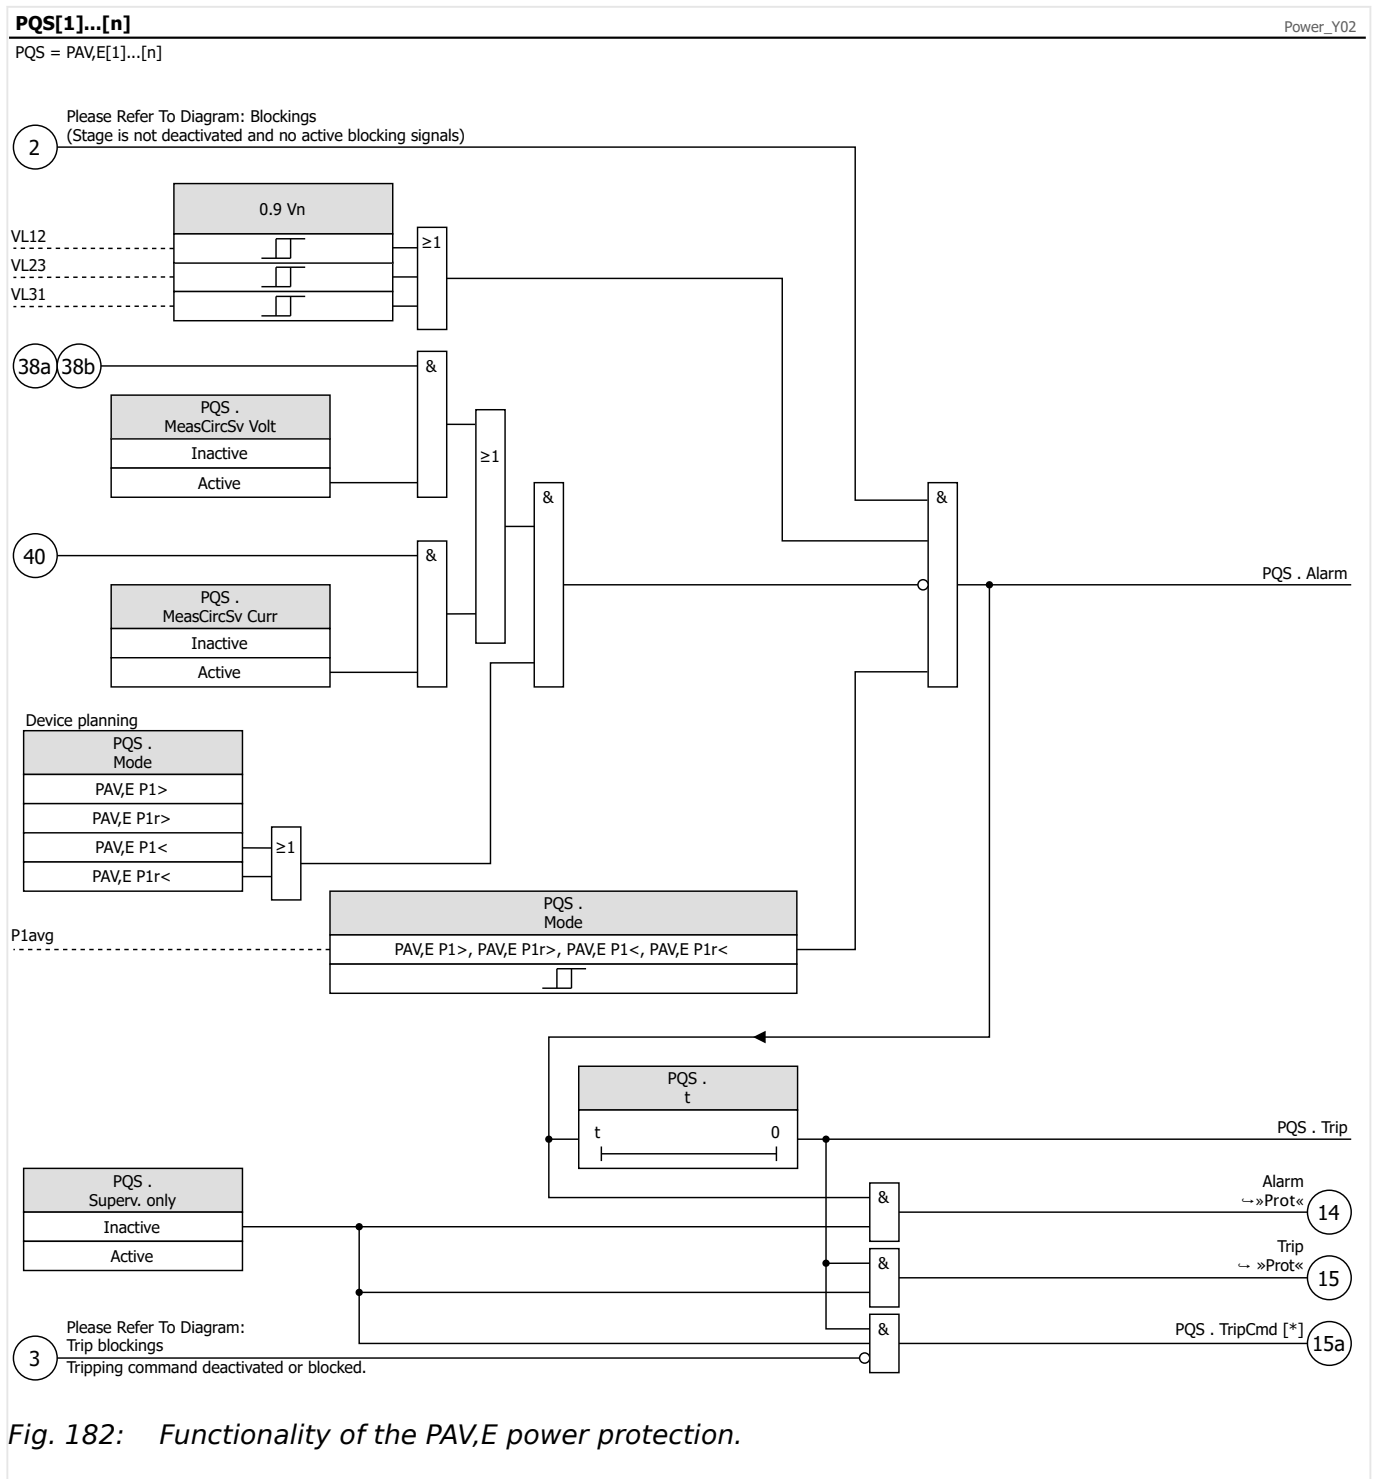 PQS[1]...[n]
Power_Y02
PQS = PAV,E[1]...[n]
Please Refer To Diagram: Blockings
(Stage is not deactivated and no active blocking signals)
2
0.9 Vn
VL12
VL23
VL31
≥1
38a
38b
&
PQS .
MeasCircSv Volt
Inactive
Active
≥1
&
&
40
&
PQS .
MeasCircSv Curr
Inactive
Active
PQS . Alarm
Device planning
PQS .
Mode
PAV,E P1>
PAV,E P1r>
PAV,E P1<
PAV,E P1r<
≥1
PQS .
Mode
P1avg
PAV,E P1>, PAV,E P1r>, PAV,E P1<, PAV,E P1r<
PQS .
t
t
0
PQS . Trip
PQS .
Superv. only
Inactive
Active
&
Alarm
↪»Prot«
14
&
Trip
↪ »Prot«
15
Please Refer To Diagram:
Trip blockings
Tripping command deactivated or blocked.
3
&
PQS . TripCmd [*]
15a
Fig. 182: Functionality of the PAV,E power protection.